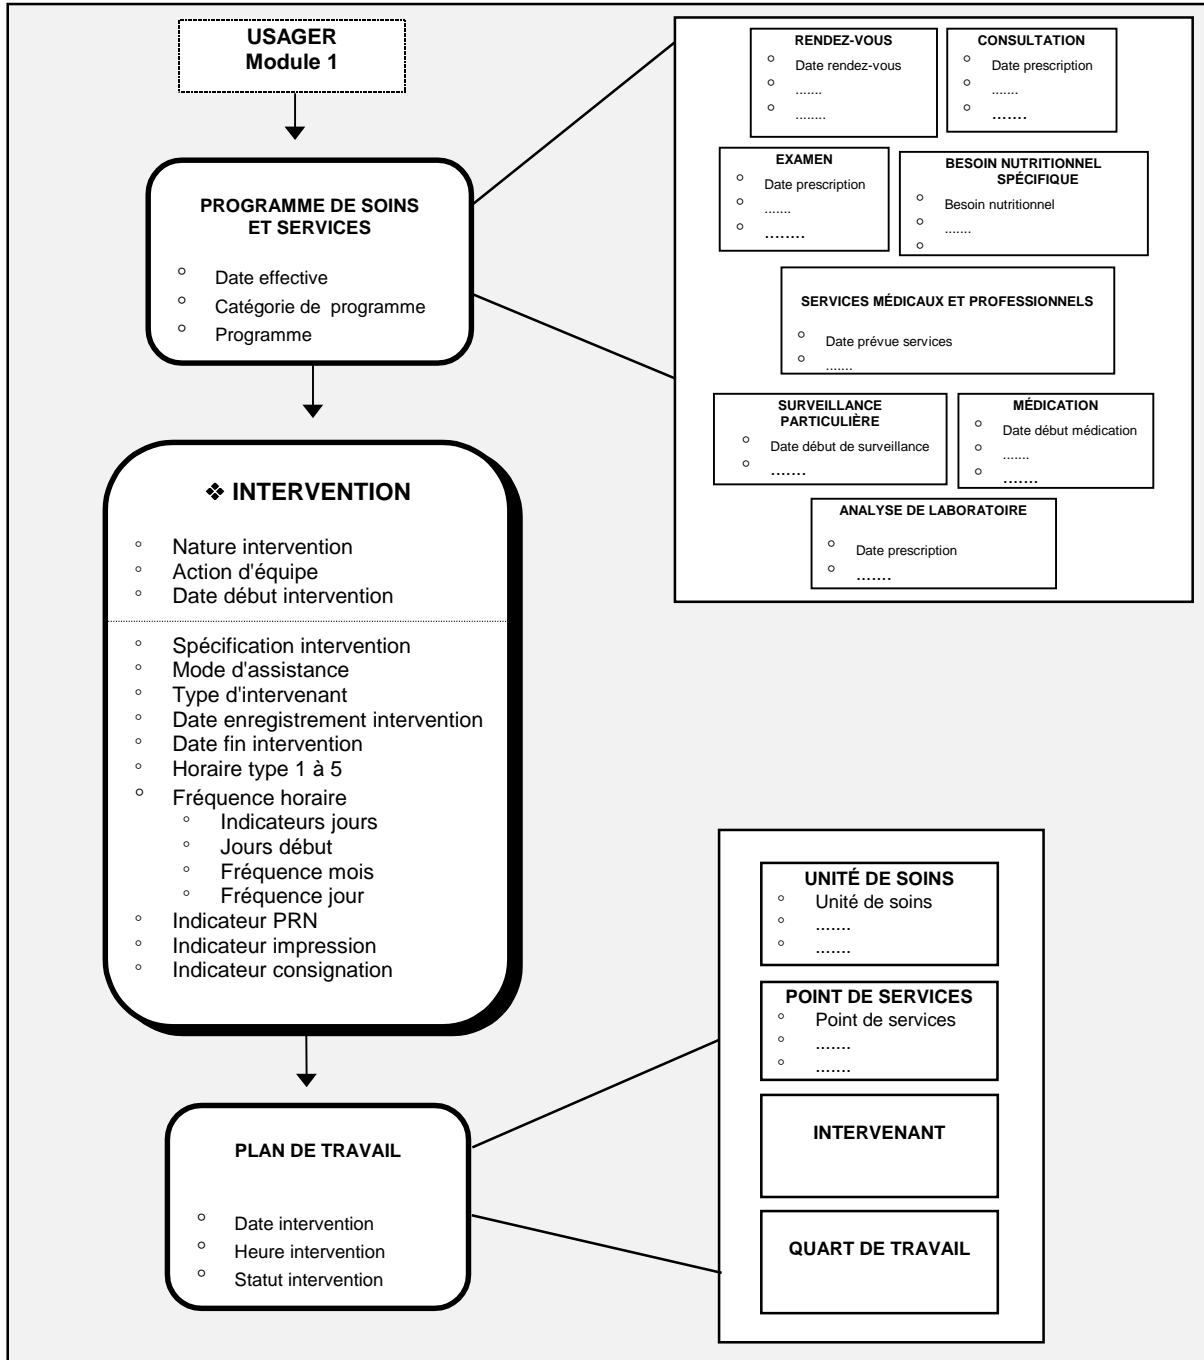 USAGER
Module 1
PROGRAMME DE SOINS
ET SERVICES
° Date effective
° Catégorie de programme
° Programme
❖ INTERVENTION
° Nature intervention
° Action d'équipe
° Date début intervention
° Spécification intervention
° Mode d'assistance
° Type d'intervenant
° Date enregistrement intervention
° Date fin intervention
° Horaire type 1 à 5
° Fréquence horaire
° Indicateurs jours
° Jours début
° Fréquence mois
° Fréquence jour
° Indicateur PRN
° Indicateur impression
° Indicateur consignation
PLAN DE TRAVAIL
° Date intervention
° Heure intervention
° Statut intervention
RENDEZ-VOUS
° Date rendez-vous
° .......
° ........
CONSULTATION
° Date prescription
° .......
° .......
EXAMEN
° Date prescription
° .......
° ........
BESOIN NUTRITIONNEL
SPÉCIFIQUE
° Besoin nutritionnel
° .......
°
SERVICES MÉDICAUX ET PROFESSIONNELS
° Date prévue services
° .......
SURVEILLANCE
PARTICULIÈRE
° Date début de surveillance
° .......
MÉDICATION
° Date début médication
° .......
° .......
ANALYSE DE LABORATOIRE
° Date prescription
° .......
UNITÉ DE SOINS
° Unité de soins
° .......
° .......
POINT DE SERVICES
° Point de services
° .......
° .......
INTERVENANT
QUART DE TRAVAIL